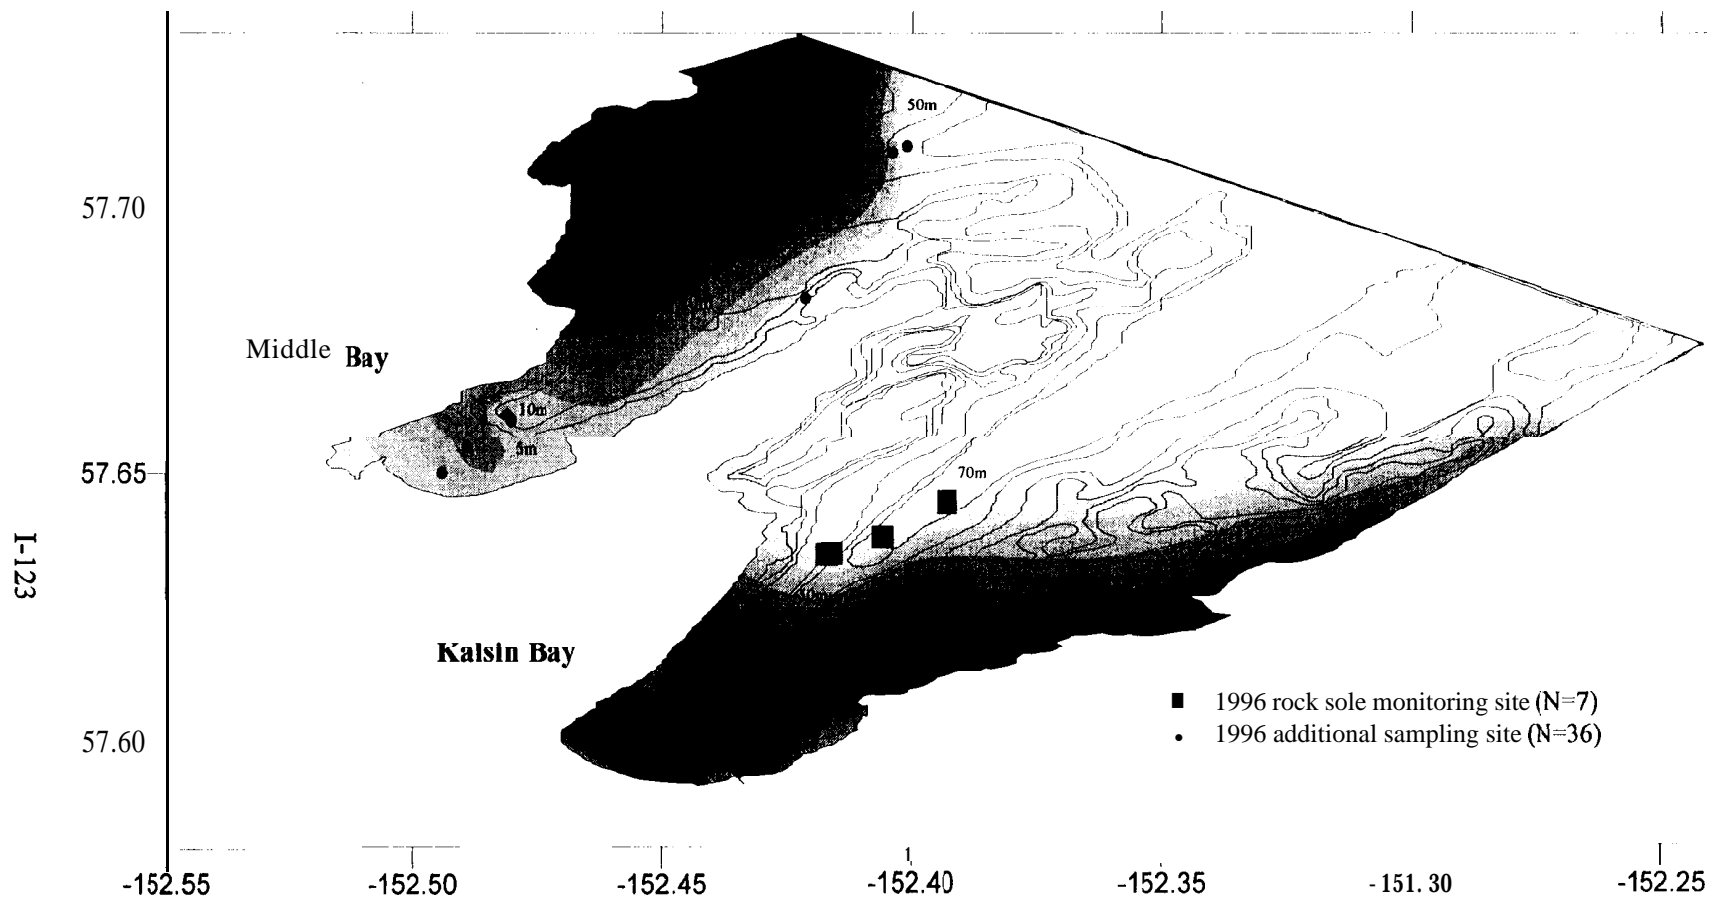 50m
57.70
Middle Bay
10m
5m
57.65
70m
I-123
Kalsin Bay
1996 rock sole monitoring site (N=7)
1996 additional sampling site (N=36)
57.60
-152.55 -152.50 -152.45 -152.40 -152.35 -151.30 -152.25